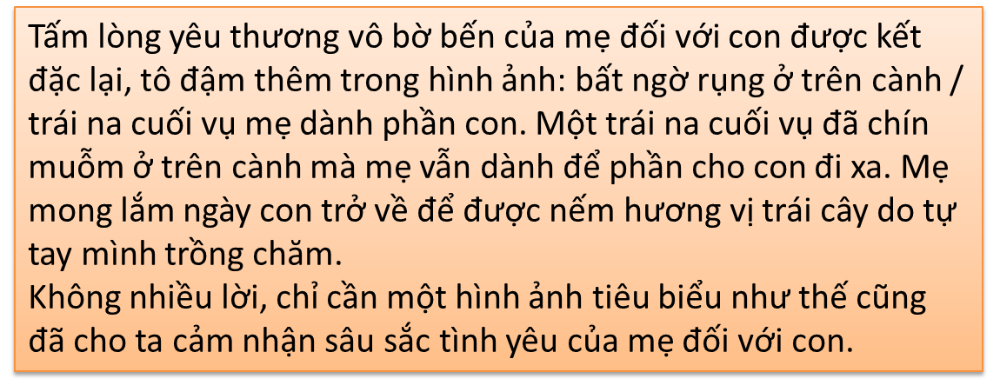 Tấm lòng yêu thương vô bờ bến của mẹ đối với con được kết
đặc lại, tô đậm thêm trong hình ảnh: bất ngờ rụng ở trên cành /
trái na cuối vụ mẹ dành phần con. Một trái na cuối vụ đã chín
muỗm ở trên cành mà mẹ vẫn dành để phần cho con đi xa. Mẹ
mong lắm ngày con trở về để được nếm hương vị trái cây do tự
tay mình trồng chăm.
Không nhiều lời, chỉ cần một hình ảnh tiêu biểu như thế cũng
đã cho ta cảm nhận sâu sắc tình yêu của mẹ đối với con.